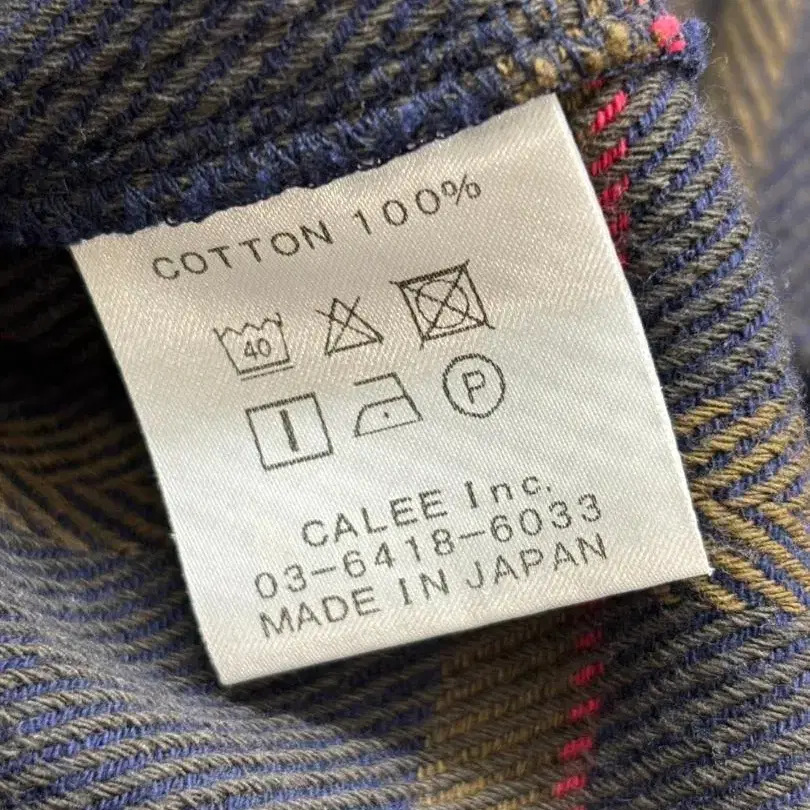 COTTON 100%
40
P
CALEE Inc.
03-6418-6033
MADE IN JAPAN